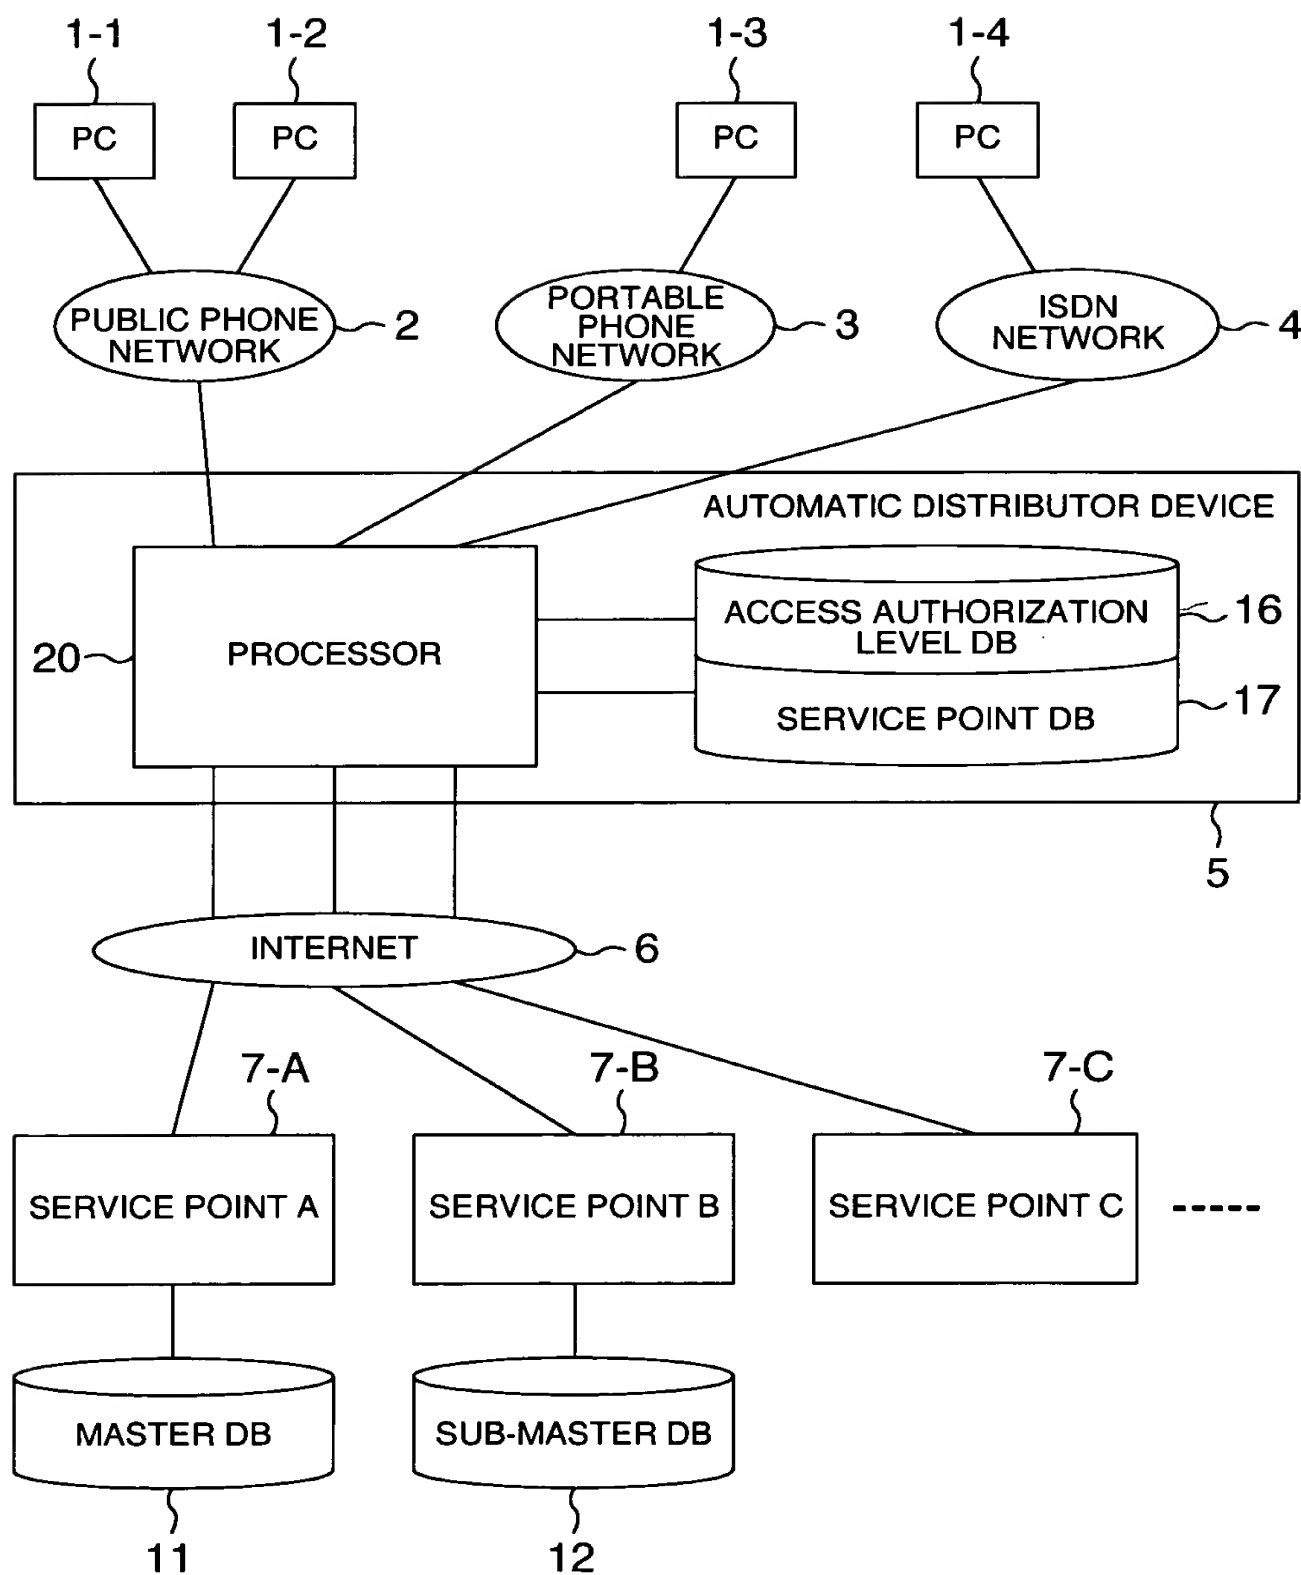 1-1
1-2
1-3
1-4
PC
PC
PC
PC
PUBLIC PHONE
NETWORK
2
PORTABLE
PHONE
NETWORK
3
ISDN
NETWORK
4
AUTOMATIC DISTRIBUTOR DEVICE
20
PROCESSOR
ACCESS AUTHORIZATION
LEVEL DB
16
SERVICE POINT DB
17
5
INTERNET
6
7-A
7-B
7-C
SERVICE POINT A
SERVICE POINT B
SERVICE POINT C
MASTER DB
SUB-MASTER DB
11
12